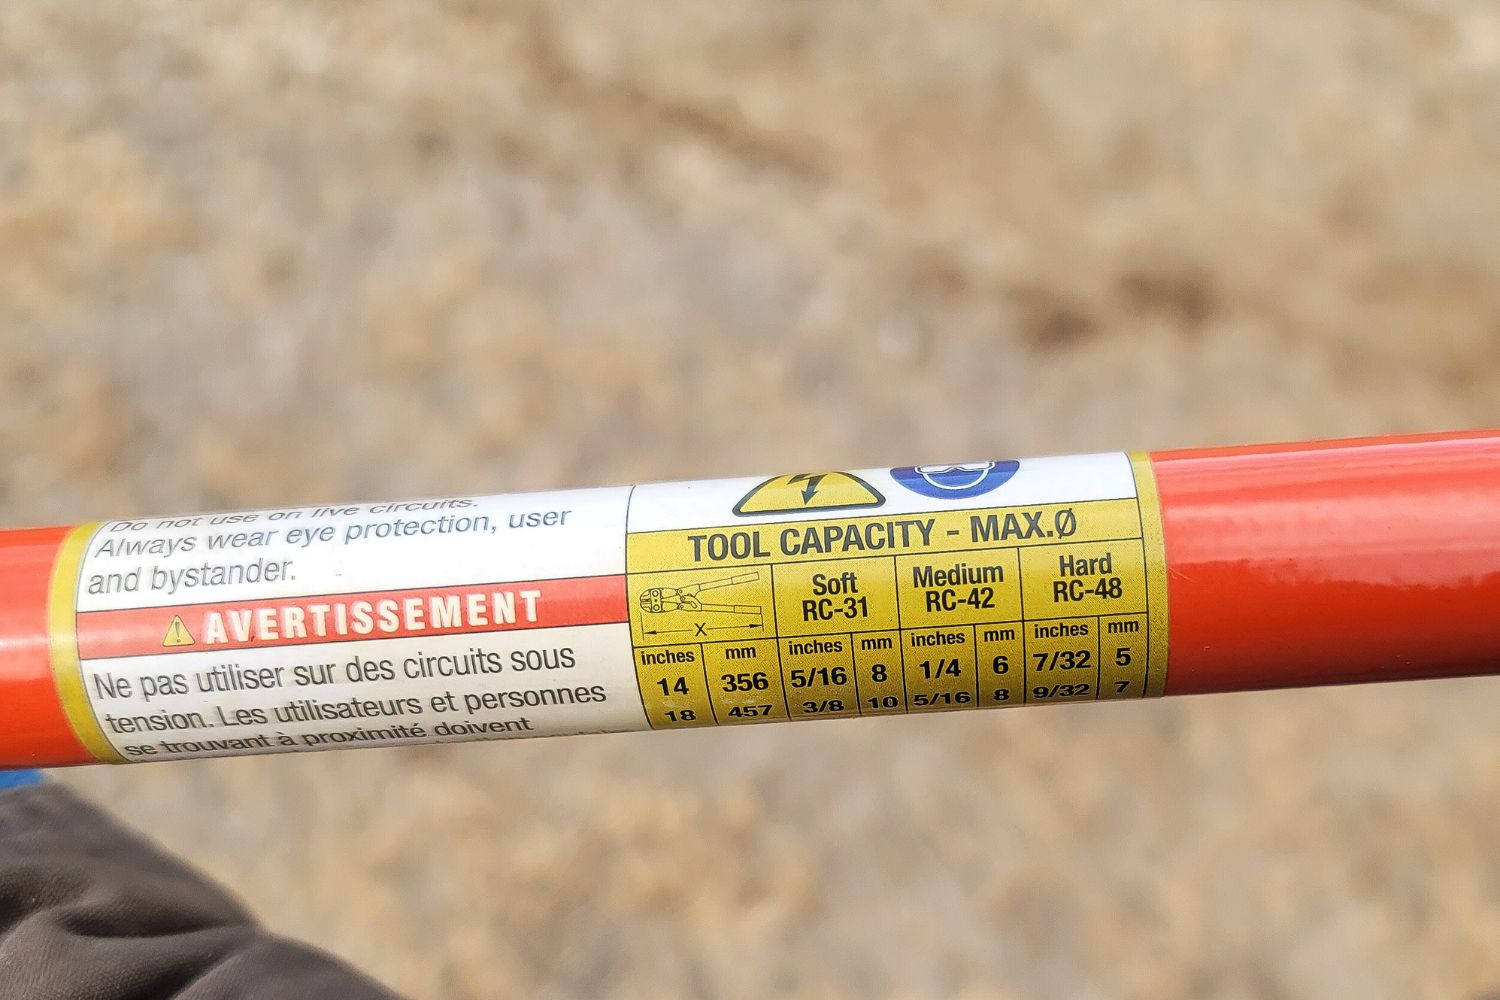 Do not use on live circuits.
Always wear eye protection, user
and bystander.
AVERTISSEMENT
Ne pas utiliser sur des circuits sous
tension. Les utilisateurs et personnes
se trouvant à proximité doivent
TOOL CAPACITY - MAX.Ø
Soft Medium Hard
RC-31 RC-42 RC-48
X
inches mm inches mm inches mm inches mm
14 356 5/16 8 1/4 6 7/32 5
18 457 3/8 10 5/16 8 9/32 7